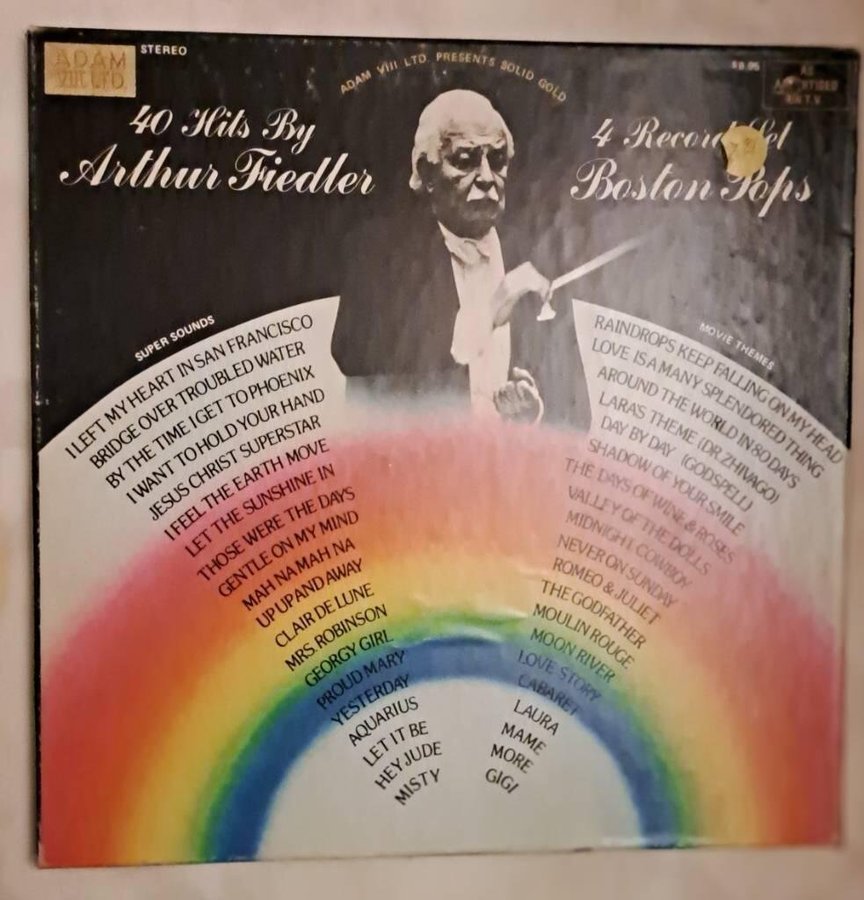 ADAM
VIII LTD.
STEREO
ADAM VIII LTD. PRESENTS SOLID GOLD
AS
ADVERTISED
ON T.V.
40 Hits By
Arthur Fiedler
4 Record Set
Boston Pops
SUPER SOUNDS
I LEFT MY HEART IN SAN FRANCISCO
BRIDGE OVER TROUBLED WATER
BY THE TIME I GET TO PHOENIX
I WANT TO HOLD YOUR HAND
JESUS CHRIST SUPERSTAR
I FEEL THE EARTH MOVE
LET THE SUNSHINE IN
THOSE WERE THE DAYS
GENTLE ON MY MIND
MAH NA MAH NA
UP UP AND AWAY
CLAIR DE LUNE
MRS. ROBINSON
GEORGY GIRL
PROUD MARY
YESTERDAY
AQUARIUS
LET IT BE
HEY JUDE
MISTY
MOVIE THEMES
RAINDROPS KEEP FALLING ON MY HEAD
LOVE IS A MANY SPLENDORED THING
AROUND THE WORLD IN 80 DAYS
LARA'S THEME (DR ZHIVAGO)
DAY BY DAY (GODSPELL)
SHADOW OF YOUR SMILE
THE DAYS OF WINE & ROSES
VALLEY OF THE DOLLS
MIDNIGHT COWBOY
NEVER ON SUNDAY
ROMEO & JULIET
THE GODFATHER
MOULIN ROUGE
MOON RIVER
LOVE STORY
CABARET
LAURA
MAME
MORE
GIGI